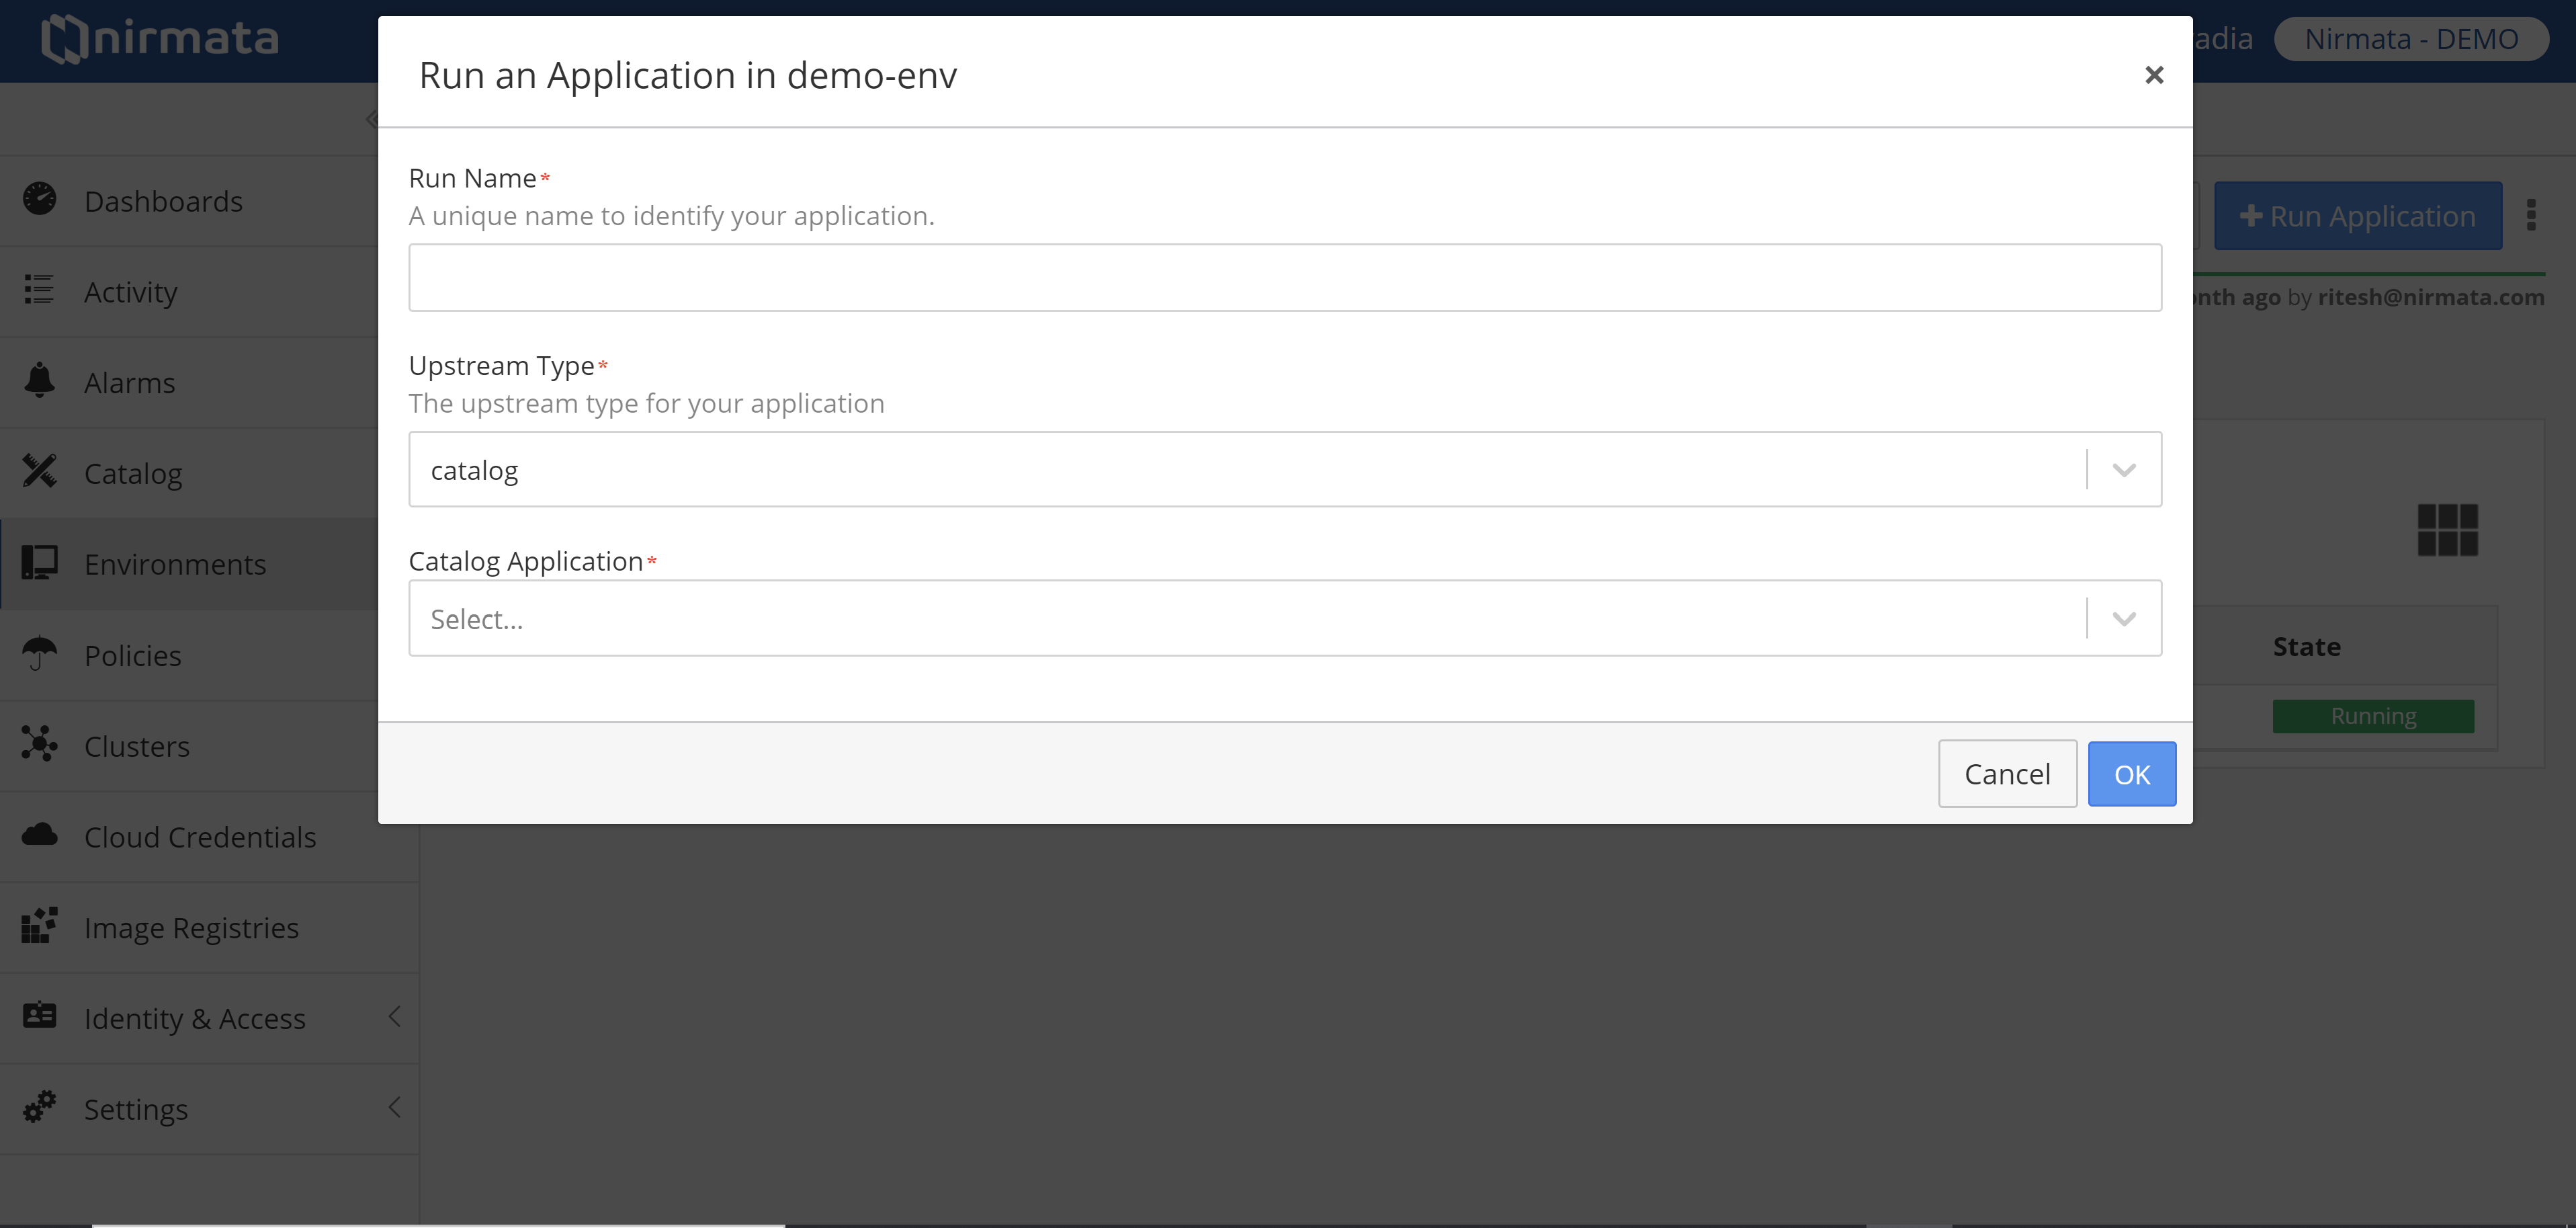 nirmata
adia
Nirmata - DEMO
Run an Application in demo-env
Dashboards
Activity
Alarms
Catalog
Environments
Policies
Clusters
Cloud Credentials
Image Registries
Identity & Access
Settings
Run Name*
A unique name to identify your application.
Upstream Type*
The upstream type for your application
catalog
Catalog Application*
Select...
Cancel
OK
Run Application
nth ago by ritesh@nirmata.com
State
Running